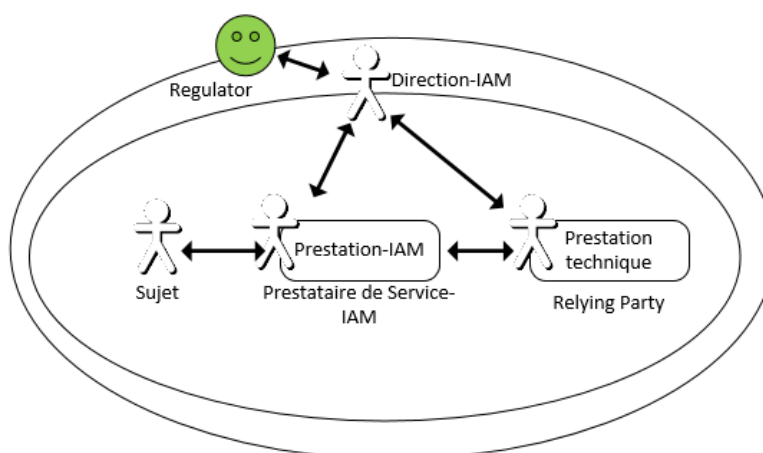 Regulator
Direction-IAM
Prestation-IAM
Prestation
technique
Sujet
Prestataire de Service-
IAM
Relying Party